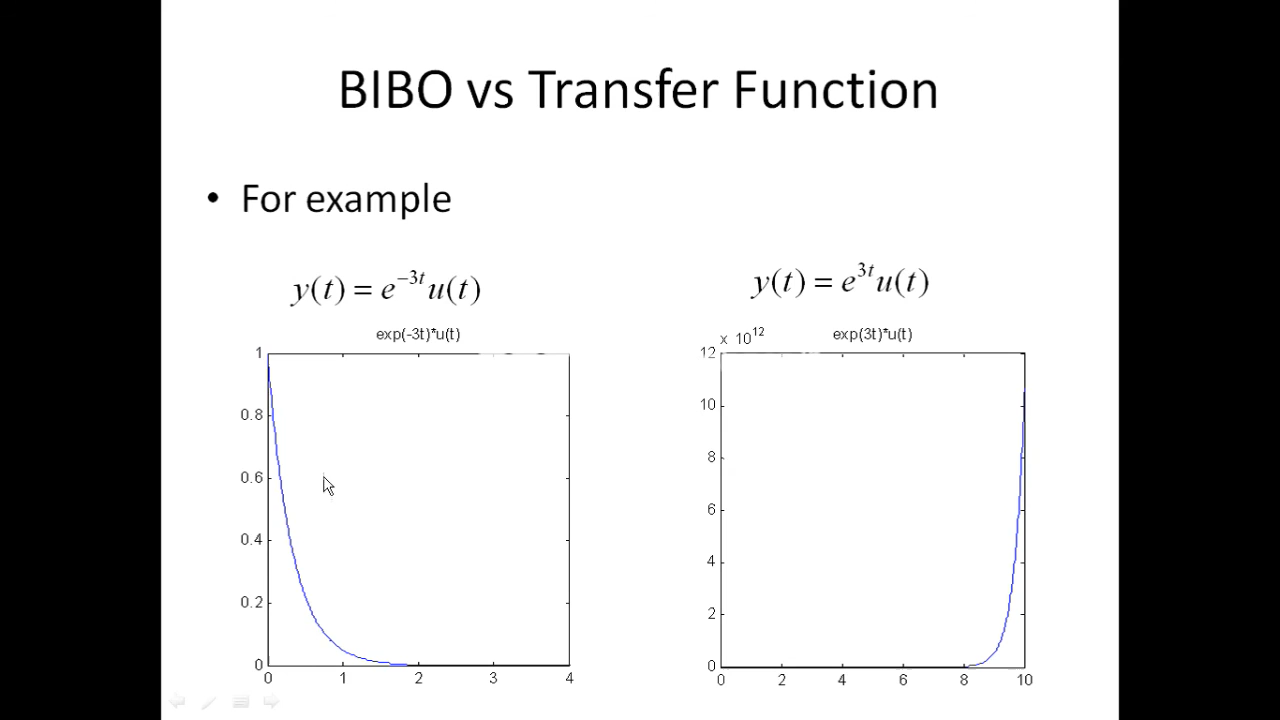 BIBO vs Transfer Function
• For example
y(t) = e^{-3t}u(t)
y(t) = e^{3t}u(t)
exp(-3t)*u(t)
1
0.8
0.6
0.4
0.2
0
0 1 2 3 4
x 10^{12}
exp(3t)*u(t)
12
10
8
6
4
2
0
0 2 4 6 8 10